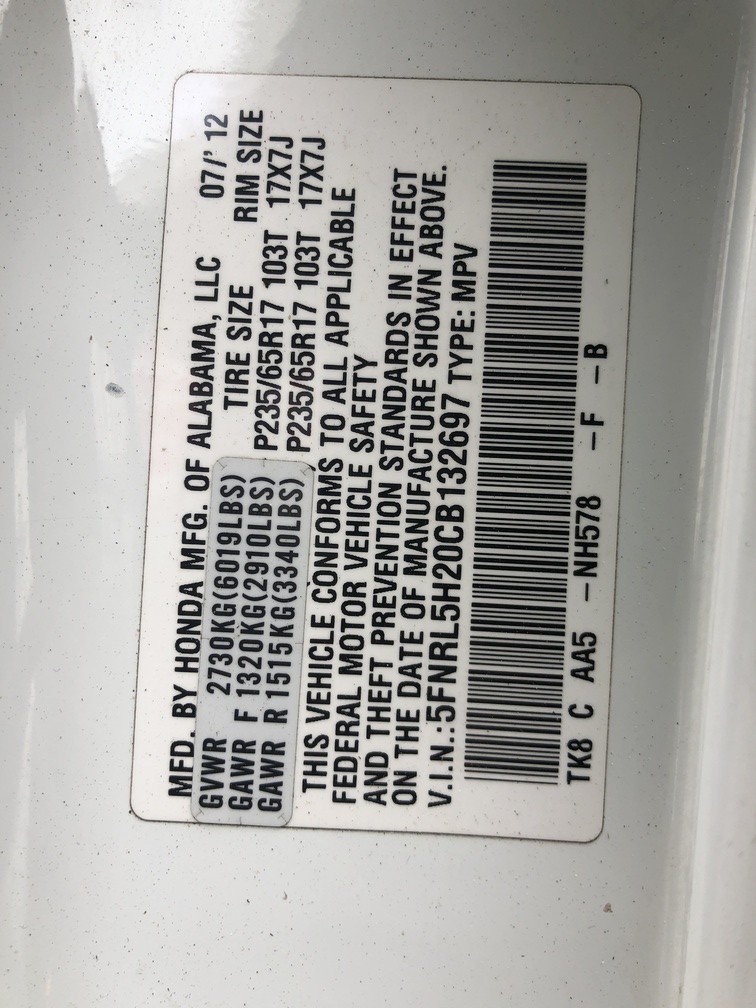 MFD. BY HONDA MFG. OF ALABAMA, LLC 07/' 12
GVWR 2730KG(6019LBS) TIRE SIZE RIM SIZE
GAWR F 1320KG(2910LBS) P235/65R17 103T 17X7J
GAWR R 1515KG(3340LBS) P235/65R17 103T 17X7J
THIS VEHICLE CONFORMS TO ALL APPLICABLE
FEDERAL MOTOR VEHICLE SAFETY
AND THEFT PREVENTION STANDARDS IN EFFECT
ON THE DATE OF MANUFACTURE SHOWN ABOVE.
V.I.N.:5FNRL5H20CB132697 TYPE: MPV
TK8 C AA5 -NH578 -F -B